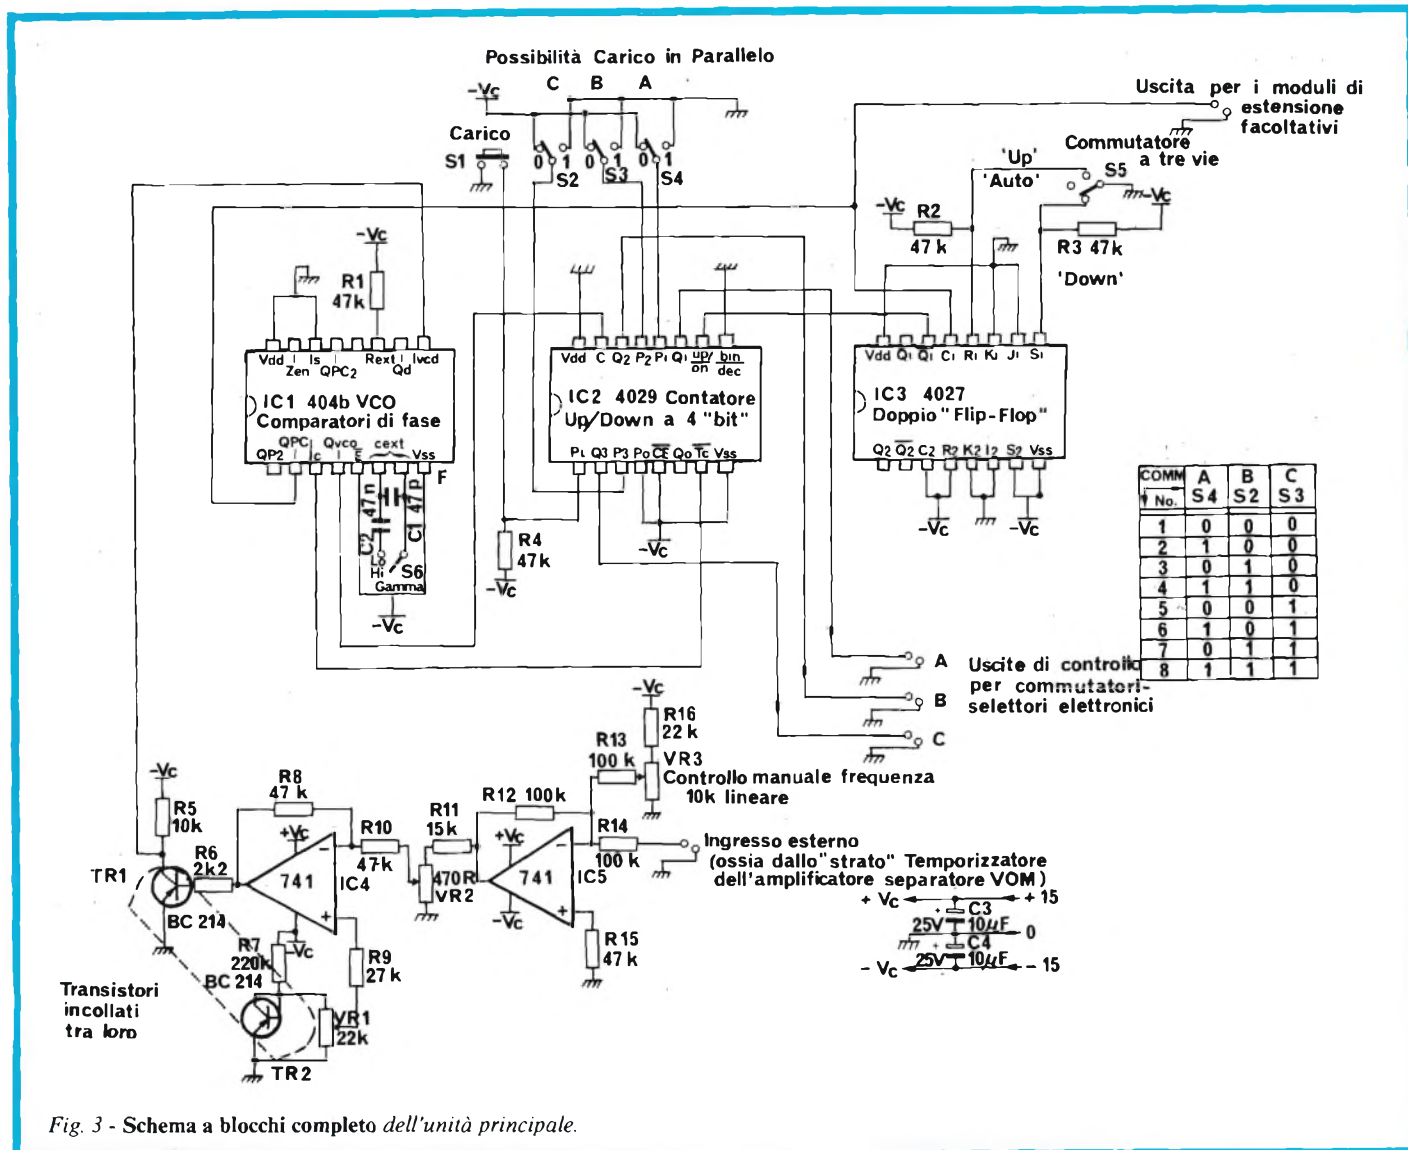 Possibilità Carico in Parallelo
C B A
-Vc
Carico
S1
0 1 0 1 0 1
S2 S3 S4
Uscita per i moduli di
estensione
facoltativi
Commutatore
a tre vie
'Up'
'Auto'
S5
-Vc
-Vc
R2
47 k
R3 47k
'Down'
-Vc
R1
47k
Vdd Is Rext Ivcd
Zen QPC2 Qd
IC1 404b VCO
Comparatori di fase
QPC Qvco cext
QP2 Ic E Vss
F
47 n
47 p
C2
C1
Lo
Hi S6
Gamma
-Vc
Vdd C Q2 P2 P1 Q1 up/on bin/dec
IC2 4029 Contatore
Up/Down a 4 "bit"
PL Q3 P3 Po CE Qo Tc Vss
R4
47k
-Vc
-Vc
Vdd Q1 Q1 C1 R1 K1 J1 S1
IC3 4027
Doppio "Flip-Flop"
Q2 Q2 C2 R2 K2 I2 S2 Vss
-Vc -Vc
COMM A B C
No. S4 S2 S3
1 0 0 0
2 1 0 0
3 0 1 0
4 1 1 0
5 0 0 1
6 1 0 1
7 0 1 1
8 1 1 1
A
B
C
Uscite di controllo
per commutatori-
selettori elettronici
-Vc
R16
22 k
R13
100 k
VR3
Controllo manuale frequenza
10k lineare
-Vc
R5
10k
R6
2k2
TR1
BC 214
R8
47 k
+Vc
741
IC4
-Vc
R10
47k
R11
15k
470R
VR2
R12 100k
+Vc
741
IC5
-Vc
R14
100 k
R15
47 k
Ingresso esterno
(ossia dallo "strato" Temporizzatore
dell'amplificatore separatore VOM)
+ Vc + 15
+ C3
25V 10µF
0
+ C4
25V 10µF
- Vc - 15
R7
220k
BC 214
R9
27 k
VR1
22k
TR2
Transistori
incollati
tra loro
Fig. 3 - Schema a blocchi completo dell'unità principale.